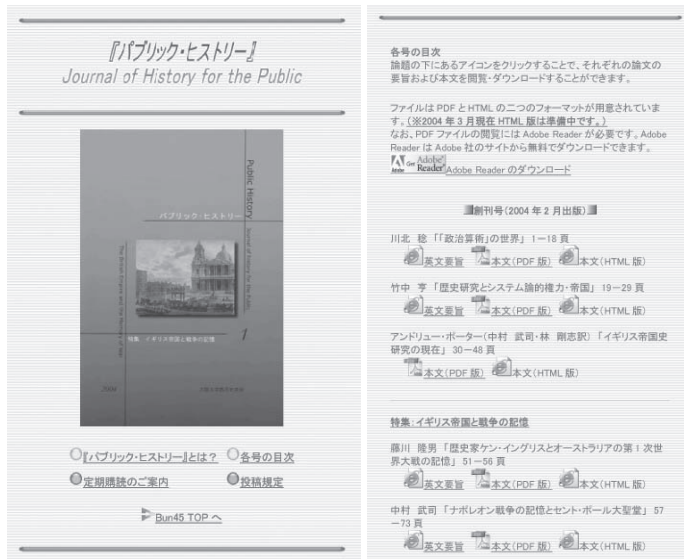 『パブリック・ヒストリー』
Journal of History for the Public
Public History
Journal of history for the Public
パブリック・ヒストリー
The British Empire and the Memory of War
特集 イギリス帝国と戦争の記憶
1
2004
『パブリック・ヒストリー』とは?
各号の目次
定期購読のご案内
投稿規定
Bun45 TOP へ
各号の目次
論題の下にあるアイコンをクリックすることで、それぞれの論文の
要旨および本文を閲覧・ダウンロードすることができます。
ファイルは PDF と HTML の二つのフォーマットが用意されていま
す。(※2004 年 3 月現在 HTML 版は準備中です。)
なお、PDF ファイルの閲覧には Adobe Reader が必要です。Adobe
Reader は Adobe 社のサイトから無料でダウンロードできます。
Adobe Get Adobe Reader Adobe Reader のダウンロード
創刊号(2004 年 2 月出版)
川北 稔 「「政治算術」の世界」 1-18 頁
英文要旨 本文(PDF 版) 本文(HTML 版)
竹中 亨 「歴史研究とシステム論的権力・帝国」 19-29 頁
英文要旨 本文(PDF 版) 本文(HTML 版)
アンドリュー・ポーター(中村 武司・林 剛志訳) 「イギリス帝国史
研究の現在」 30-48 頁
本文(PDF 版) 本文(HTML 版)
特集:イギリス帝国と戦争の記憶
藤川 隆男 「歴史家ケン・イングリスとオーストラリアの第 1 次世
界大戦の記憶」 51-56 頁
英文要旨 本文(PDF 版) 本文(HTML 版)
中村 武司 「ナポレオン戦争の記憶とセント・ポール大聖堂」 57
-73 頁
英文要旨 本文(PDF 版) 本文(HTML 版)